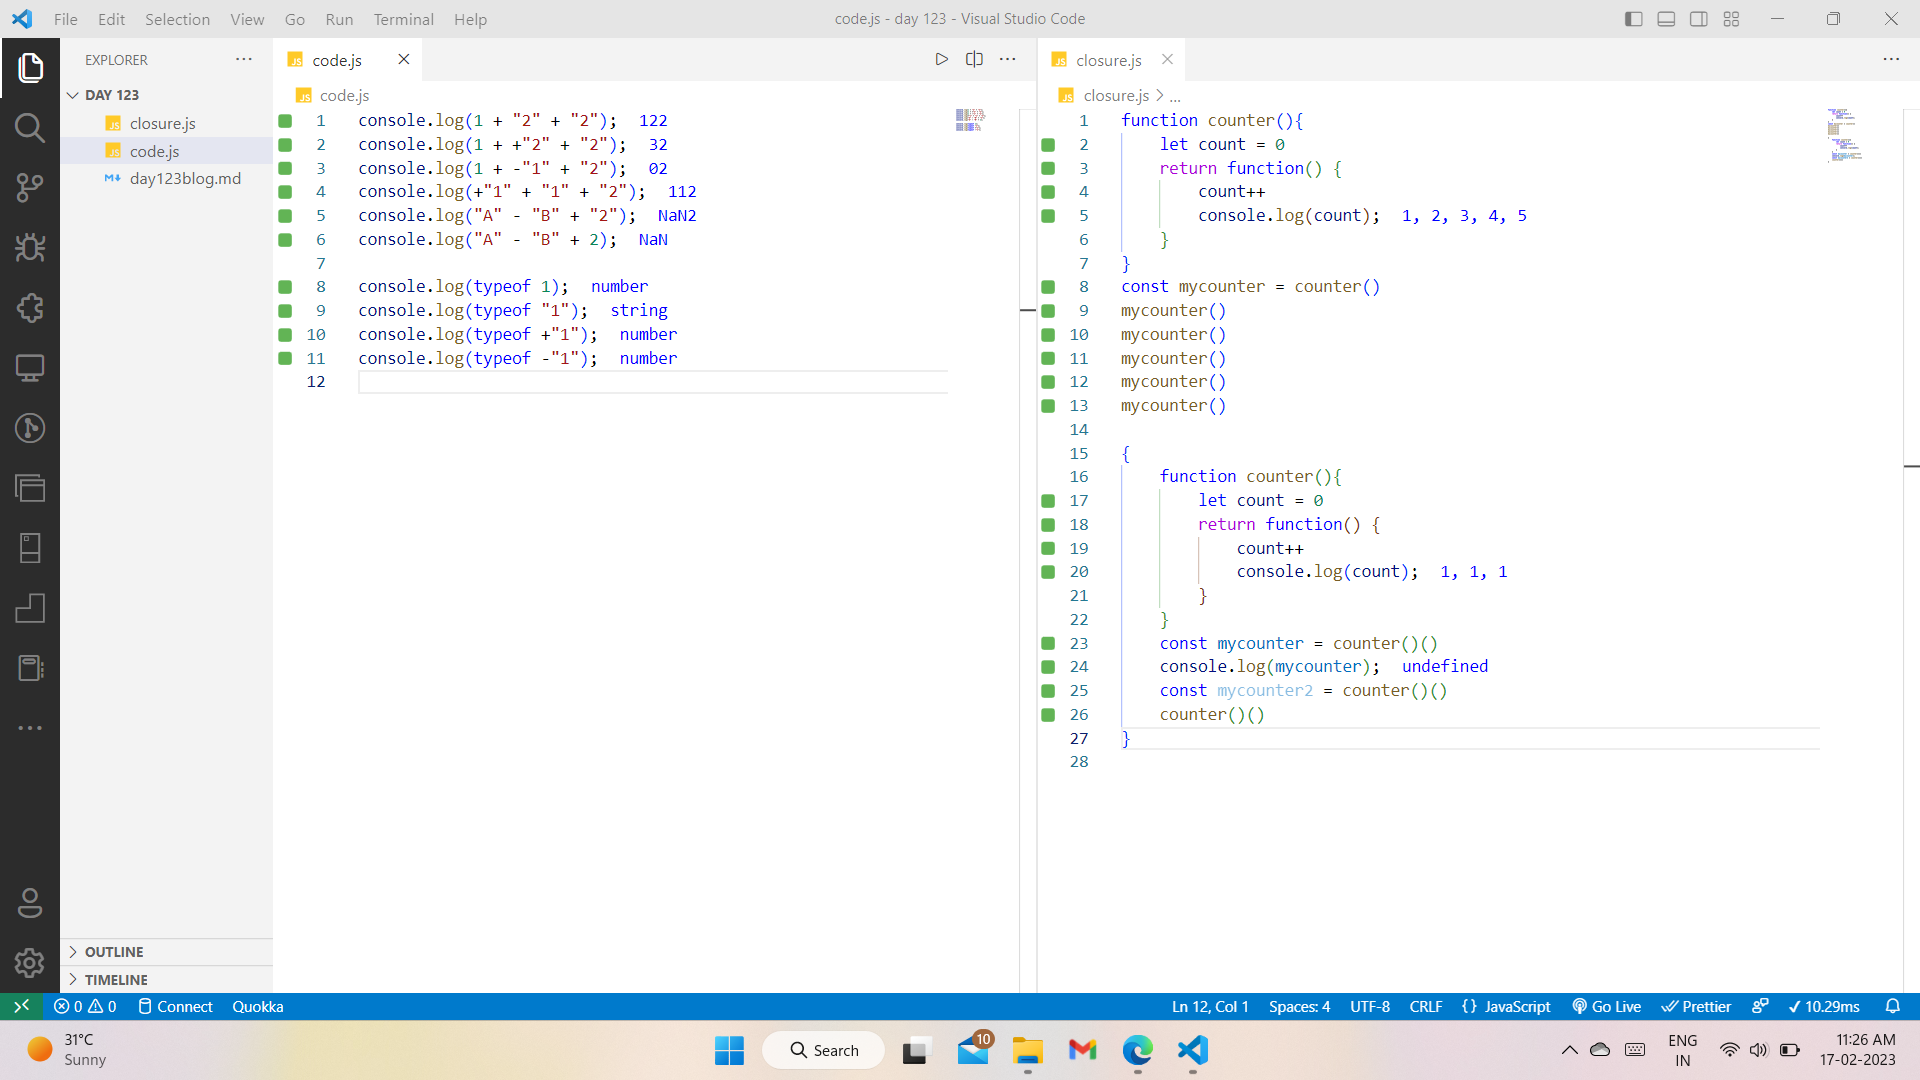 File Edit Selection View Go Run Terminal Help
code.js - day 123 - Visual Studio Code
EXPLORER
DAY 123
closure.js
code.js
day123blog.md
OUTLINE
TIMELINE
code.js
code.js
1 console.log(1 + "2" + "2"); 122
2 console.log(1 + +"2" + "2"); 32
3 console.log(1 + -"1" + "2"); 02
4 console.log(+"1" + "1" + "2"); 112
5 console.log("A" - "B" + "2"); NaN2
6 console.log("A" - "B" + 2); NaN
7
8 console.log(typeof 1); number
9 console.log(typeof "1"); string
10 console.log(typeof +"1"); number
11 console.log(typeof -"1"); number
12
closure.js
closure.js > ...
1 function counter(){
2     let count = 0
3     return function() {
4         count++
5         console.log(count); 1, 2, 3, 4, 5
6     }
7 }
8 const mycounter = counter()
9 mycounter()
10 mycounter()
11 mycounter()
12 mycounter()
13 mycounter()
14
15 {
16     function counter(){
17         let count = 0
18         return function() {
19             count++
20             console.log(count); 1, 1, 1
21         }
22     }
23     const mycounter = counter()()
24     console.log(mycounter); undefined
25     const mycounter2 = counter()()
26     counter()()
27 }
28
0 0 Connect Quokka
Ln 12, Col 1 Spaces: 4 UTF-8 CRLF {} JavaScript Go Live Prettier 10.29ms
31°C
Sunny
Search
10
ENG
IN
11:26 AM
17-02-2023